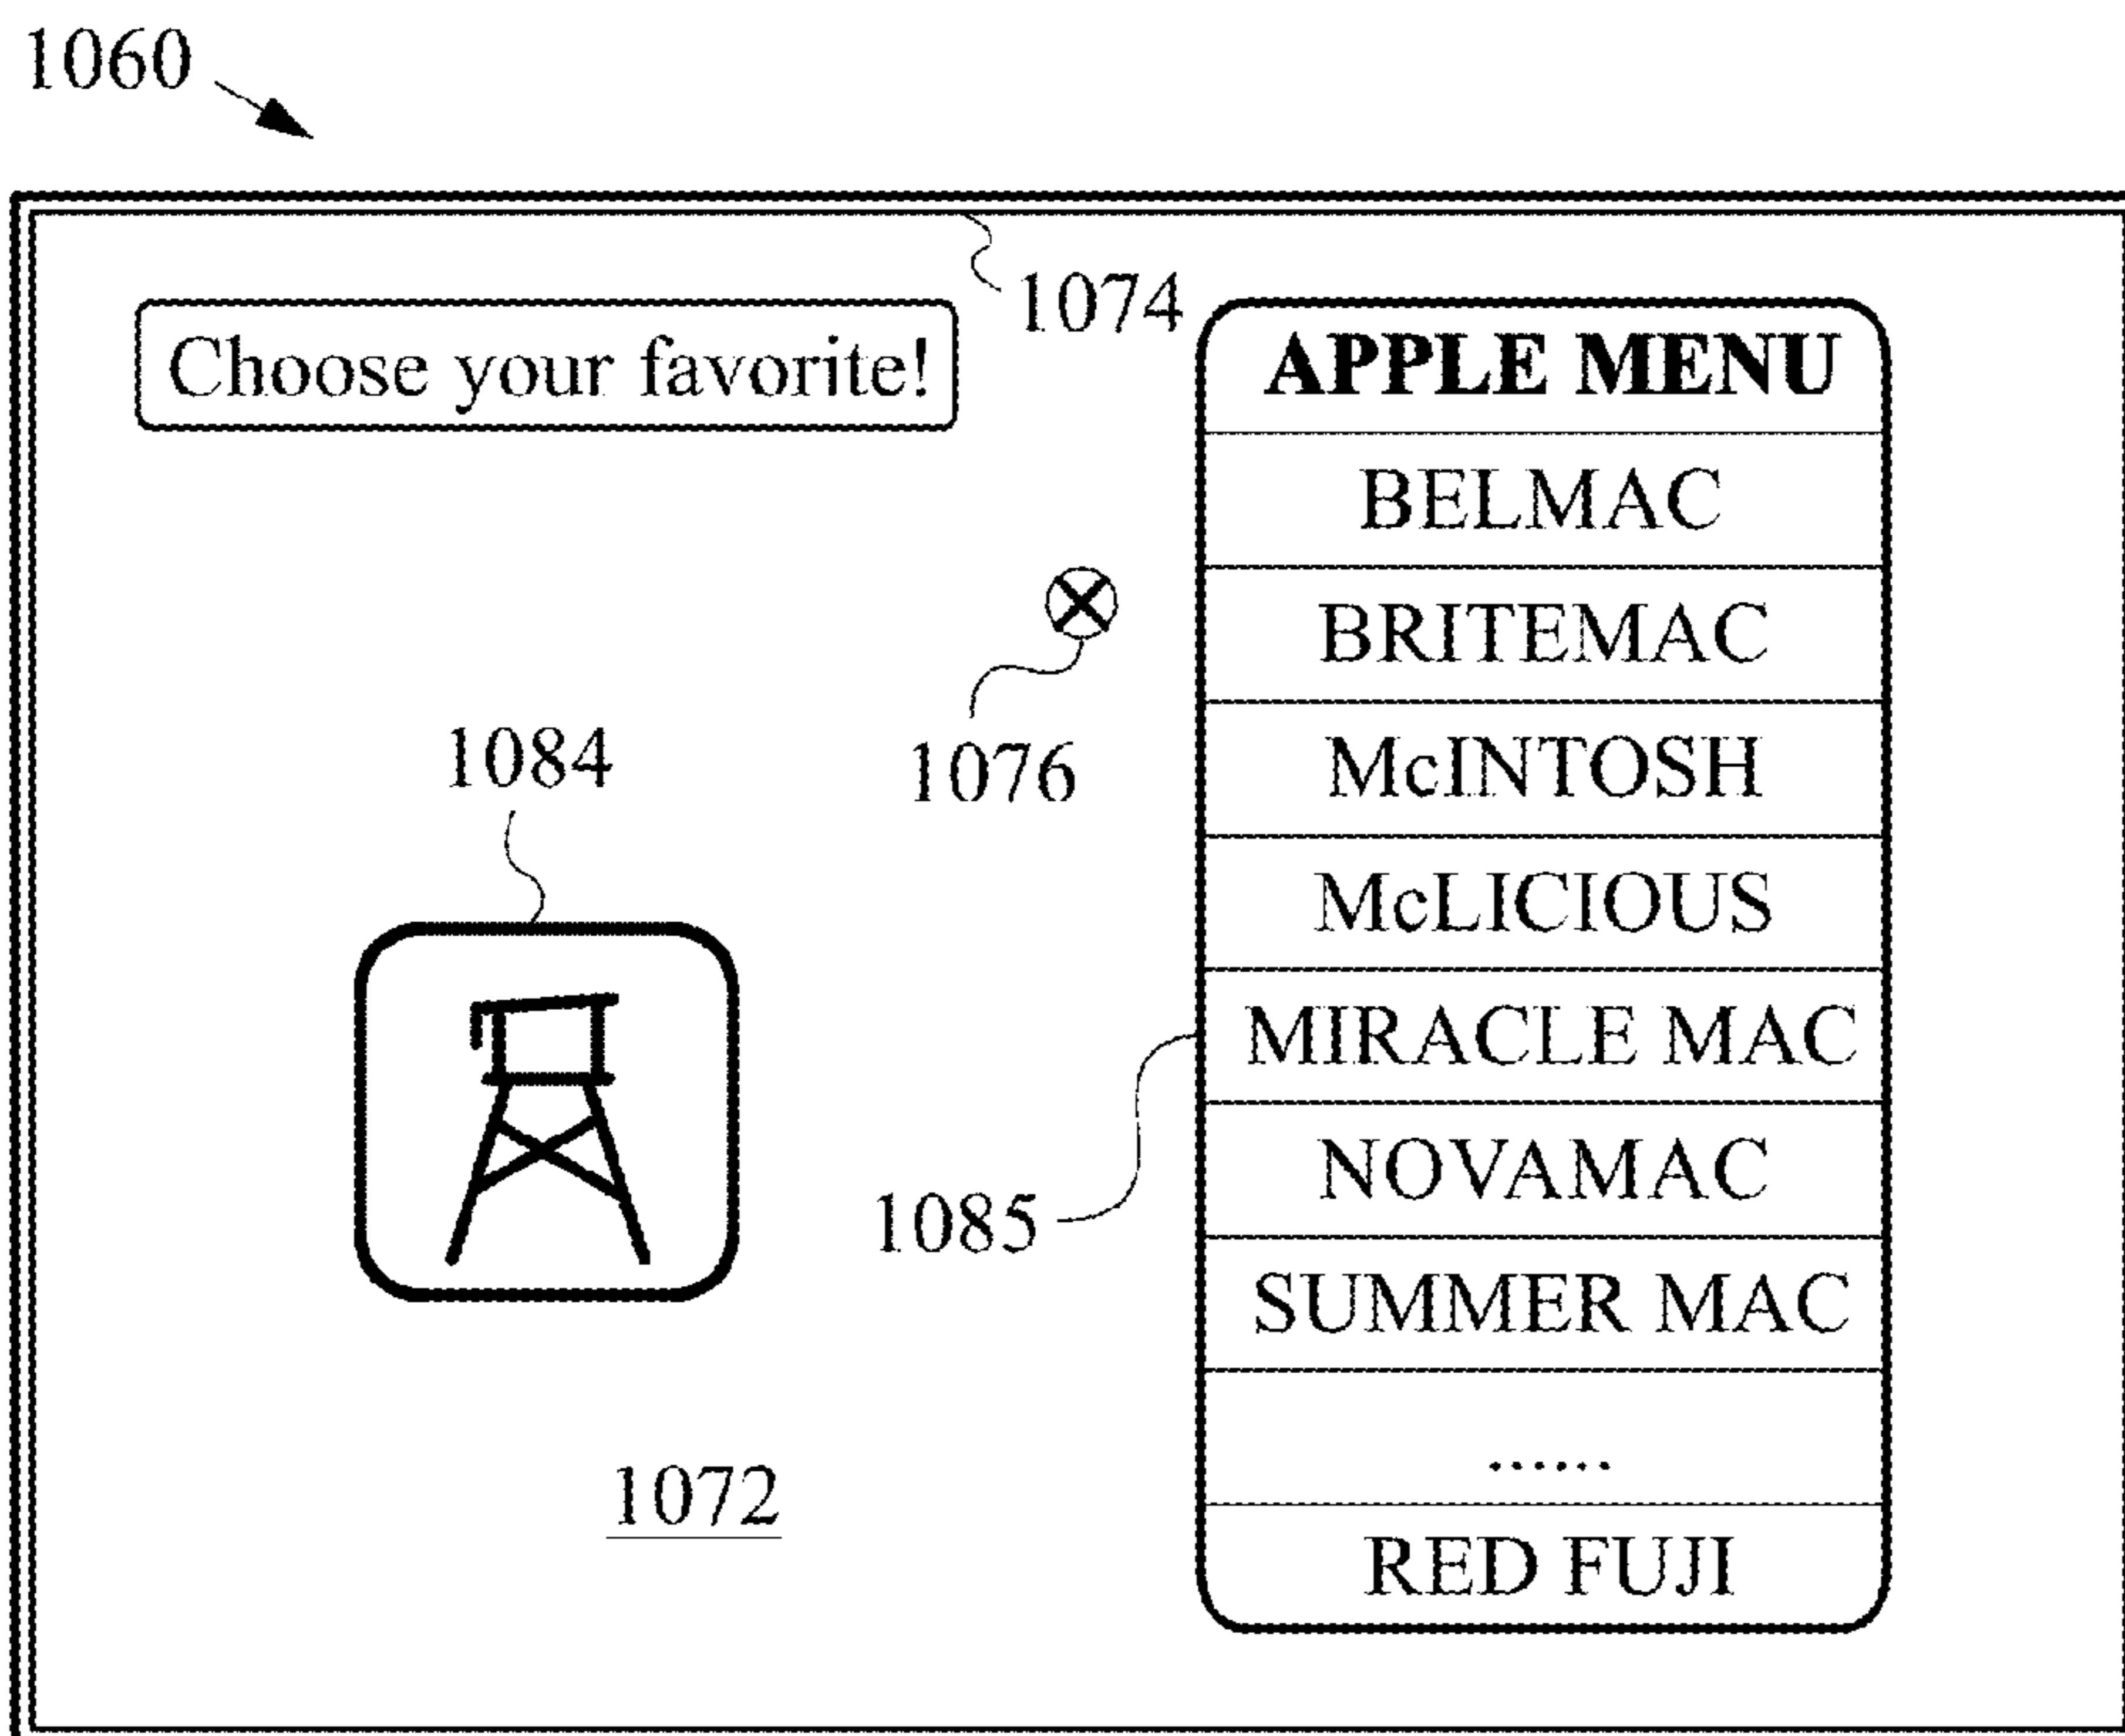 1060
1074
Choose your favorite!
APPLE MENU
BELMAC
BRITEMAC
1076
McINTOSH
1084
McLICIOUS
MIRACLE MAC
NOVAMAC
1085
SUMMER MAC
......
1072
RED FUJI